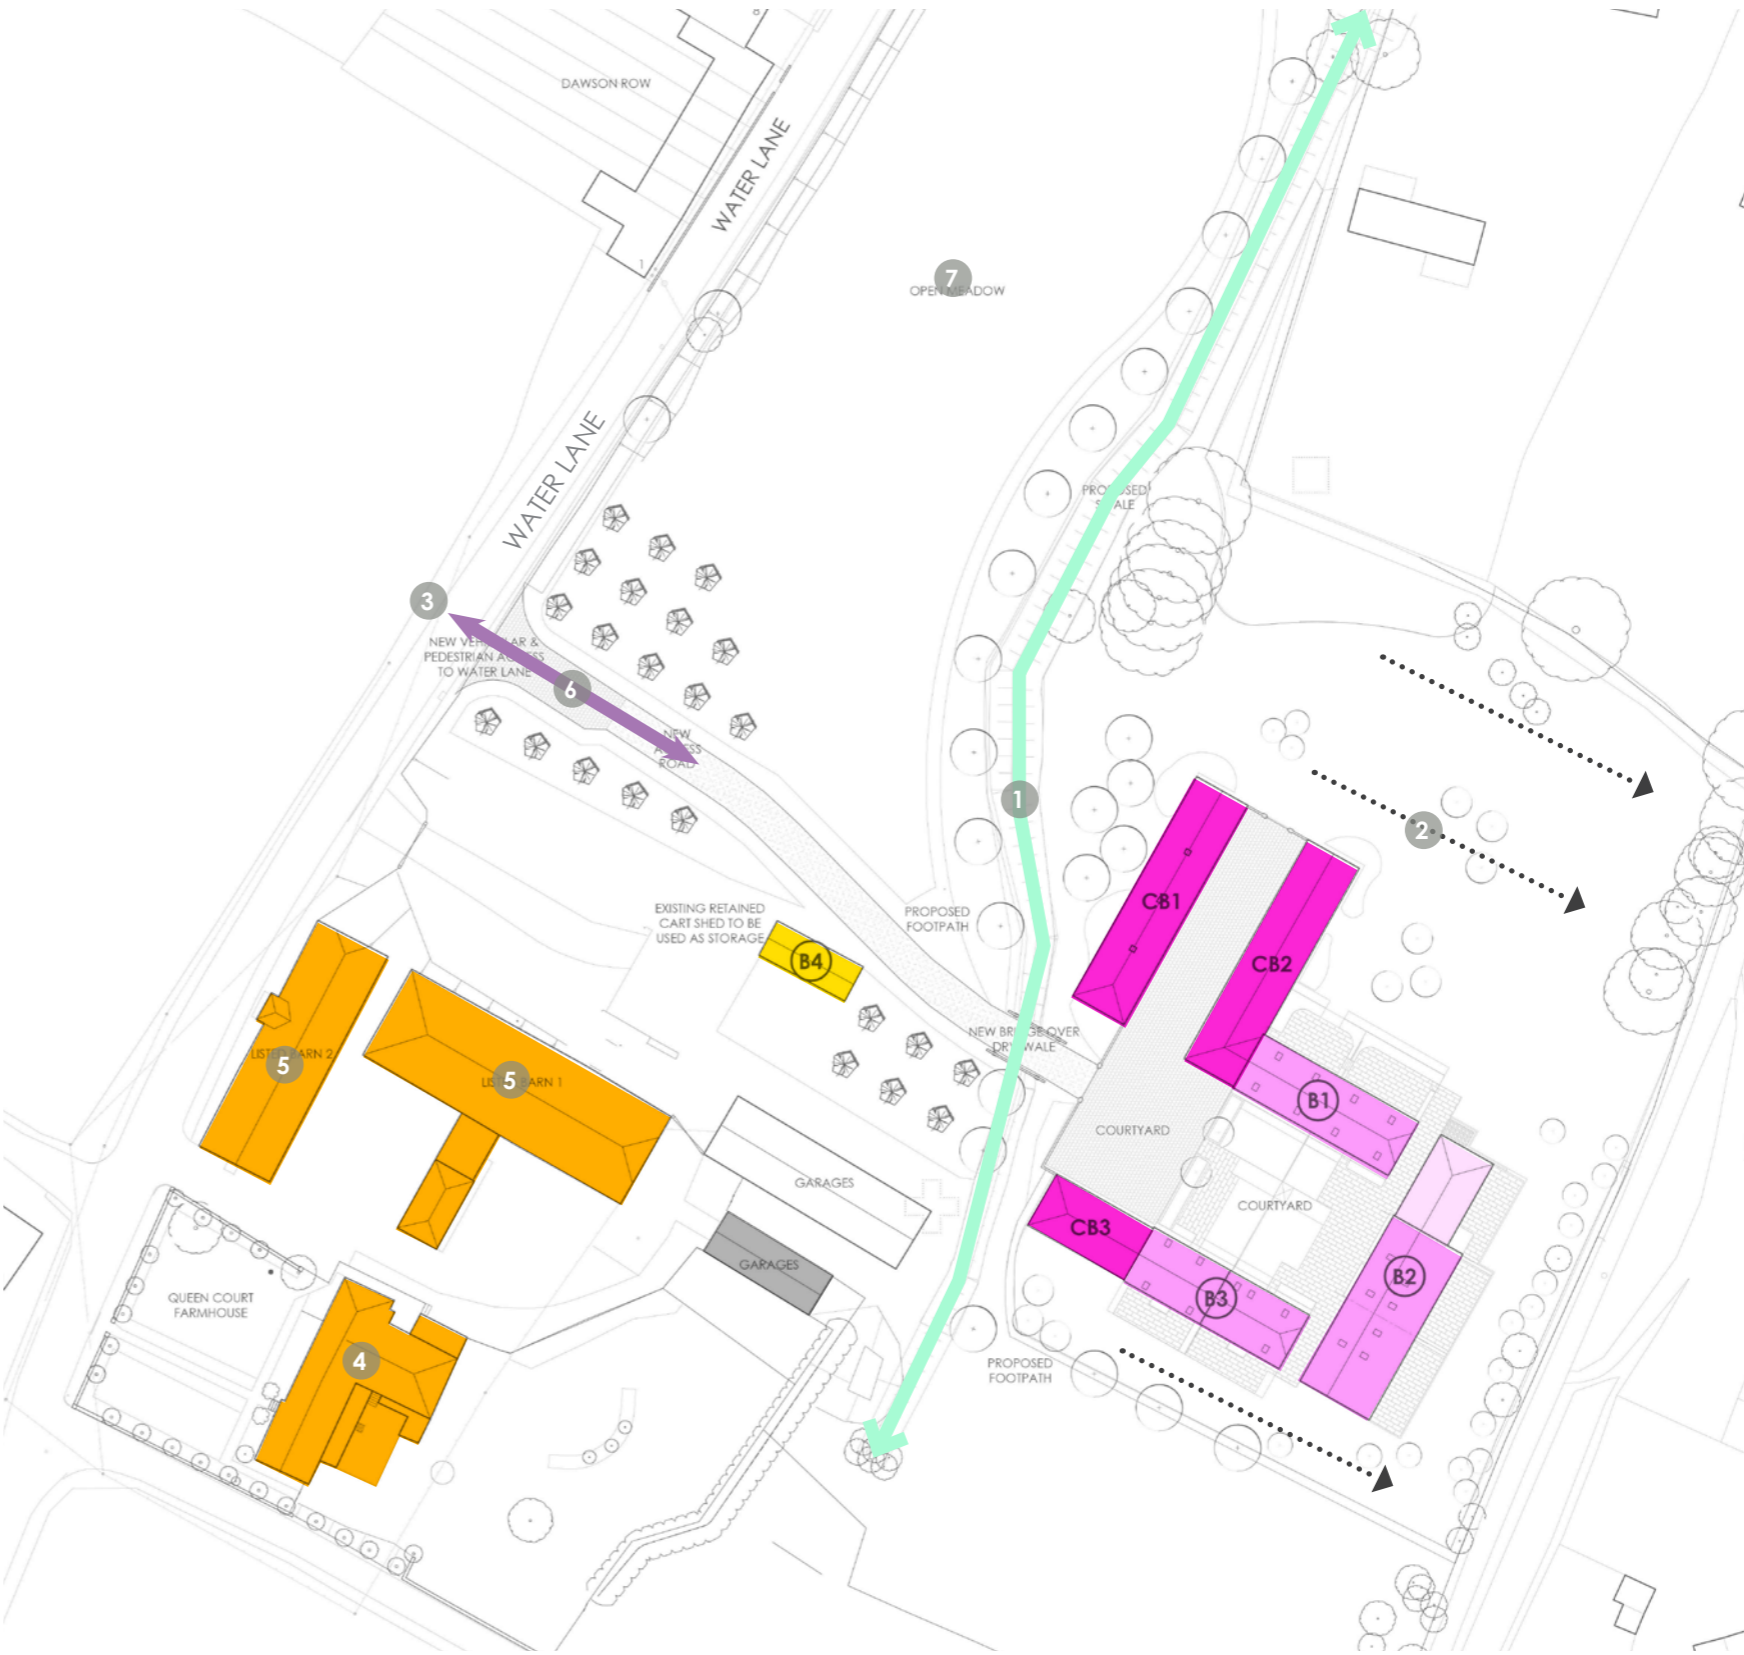 8
DAWSON ROW
WATER LANE
1
7
OPEN MEADOW
WATER LANE
PROPOSED
3
NEW VEHICULAR &
PEDESTRIAN ACCESS
TO WATER LANE
6
NEW
ACCESS
ROAD
1
2
CB1
CB2
EXISTING RETAINED
CART SHED TO BE
USED AS STORAGE
B4
PROPOSED
FOOTPATH
NEW BRIDGE OVER
DRY SWALE
LISTED BARN 2
5
LISTED BARN 1
5
B1
COURTYARD
GARAGES
COURTYARD
CB3
GARAGES
B2
B3
QUEEN COURT
FARMHOUSE
4
PROPOSED
FOOTPATH